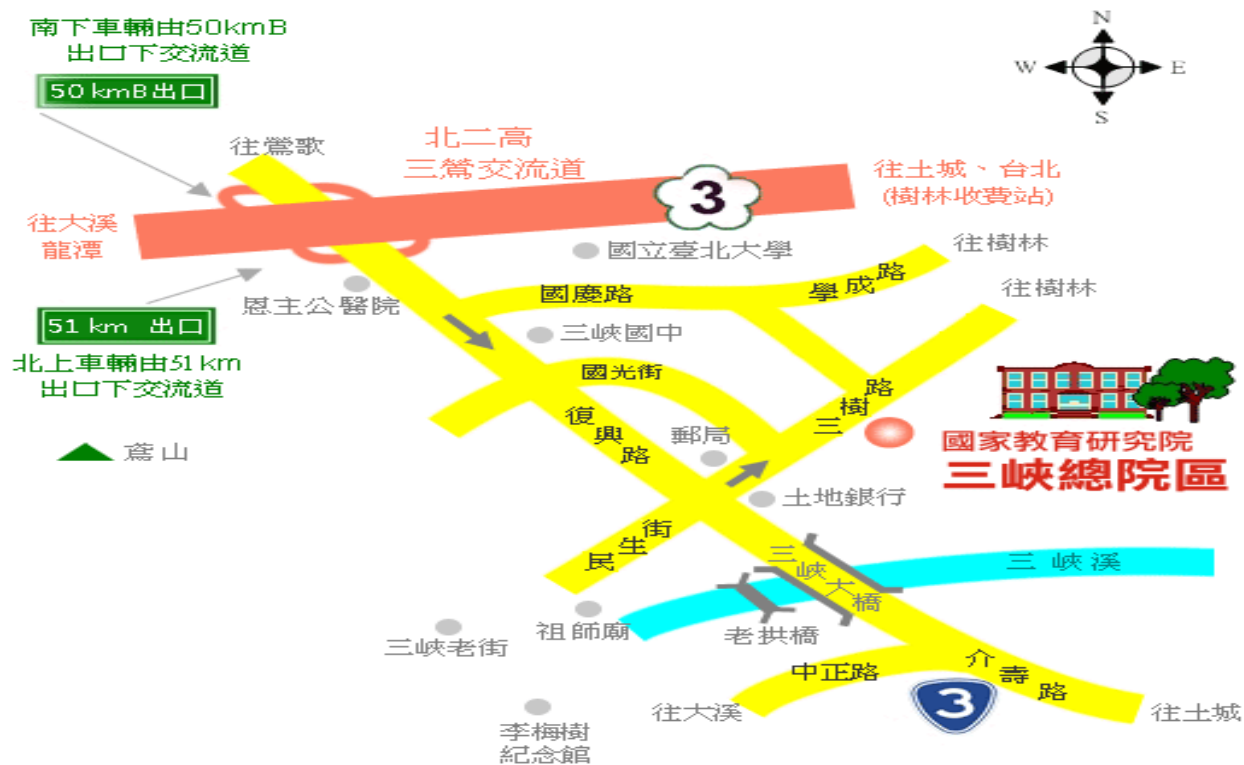 南下車輛由50kmB
出口下交流道
50 kmB出口
N
W
E
S
往鶯歌
北二高
三鶯交流道
3
往土城、台北
(樹林收費站)
往大溪
龍潭
國立臺北大學
往樹林
往樹林
恩主公醫院
國慶路
學成路
51 km 出口
北上車輛由51km
出口下交流道
三峽國中
國光街
復興路
三樹路
郵局
國家教育研究院
三峽總院區
鳶山
土地銀行
民生街
三峽大橋
三峽溪
祖師廟
老拱橋
三峽老街
中正路
介壽路
3
往大溪
往土城
李梅樹
紀念館